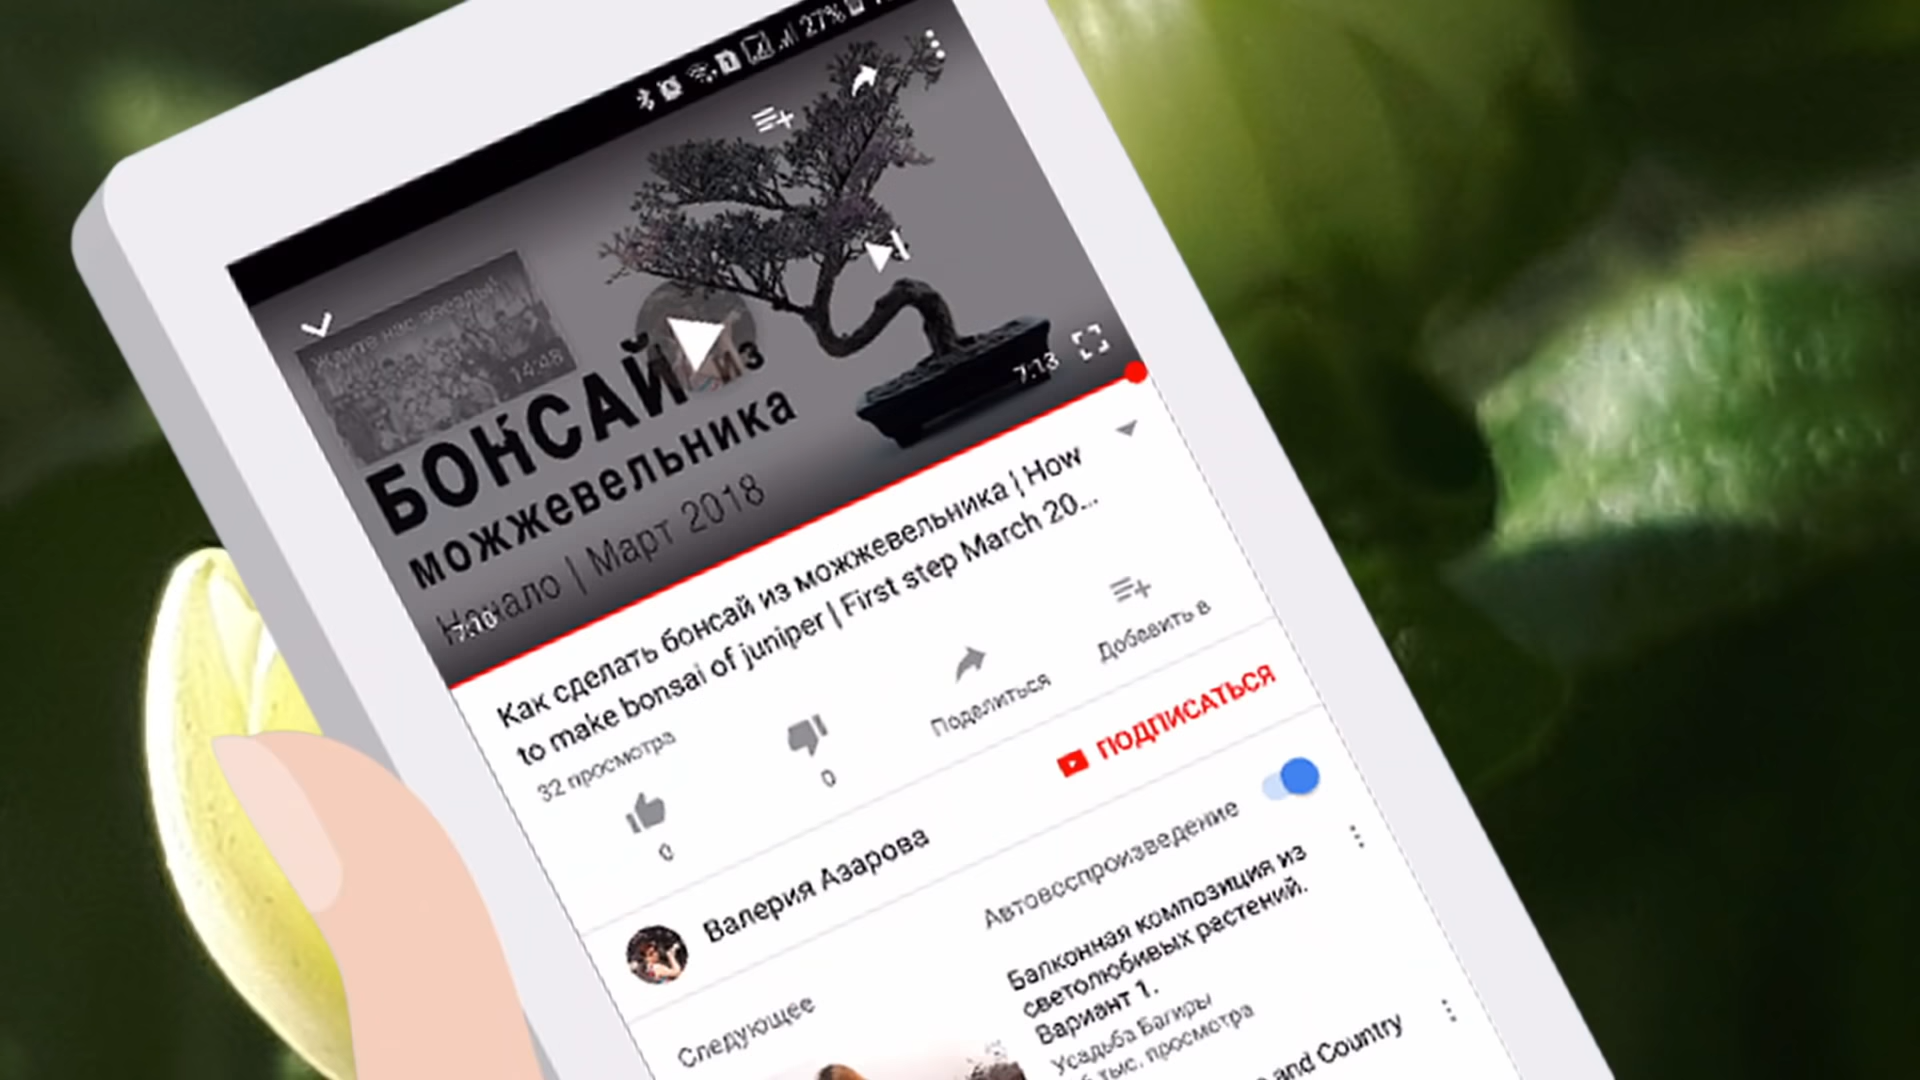 27%
Ждите нас звезды!
14:48
БОНСАЙ из
можжевельника
Начало | Март 2018
7:10
7:13
Как сделать бонсай из можжевельника | How
to make bonsai of juniper | First step March 20...
32 просмотра
0
0
Поделиться
Добавить в
Валерия Азарова
ПОДПИСАТЬСЯ
Следующее
Автовоспроизведение
Балконная композиция из
светолюбивых растений.
Вариант 1.
Усадьба Багиры
тыс. просмотра
and Country